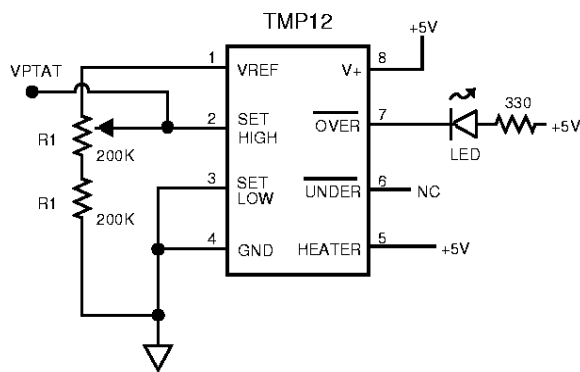 TMP12
+5V
VPTAT
1
VREF
V+
8
R1
200K
2
SET
HIGH
OVER
7
330
+5V
LED
R1
200K
3
SET
LOW
UNDER
6
NC
4
GND
HEATER
5
+5V